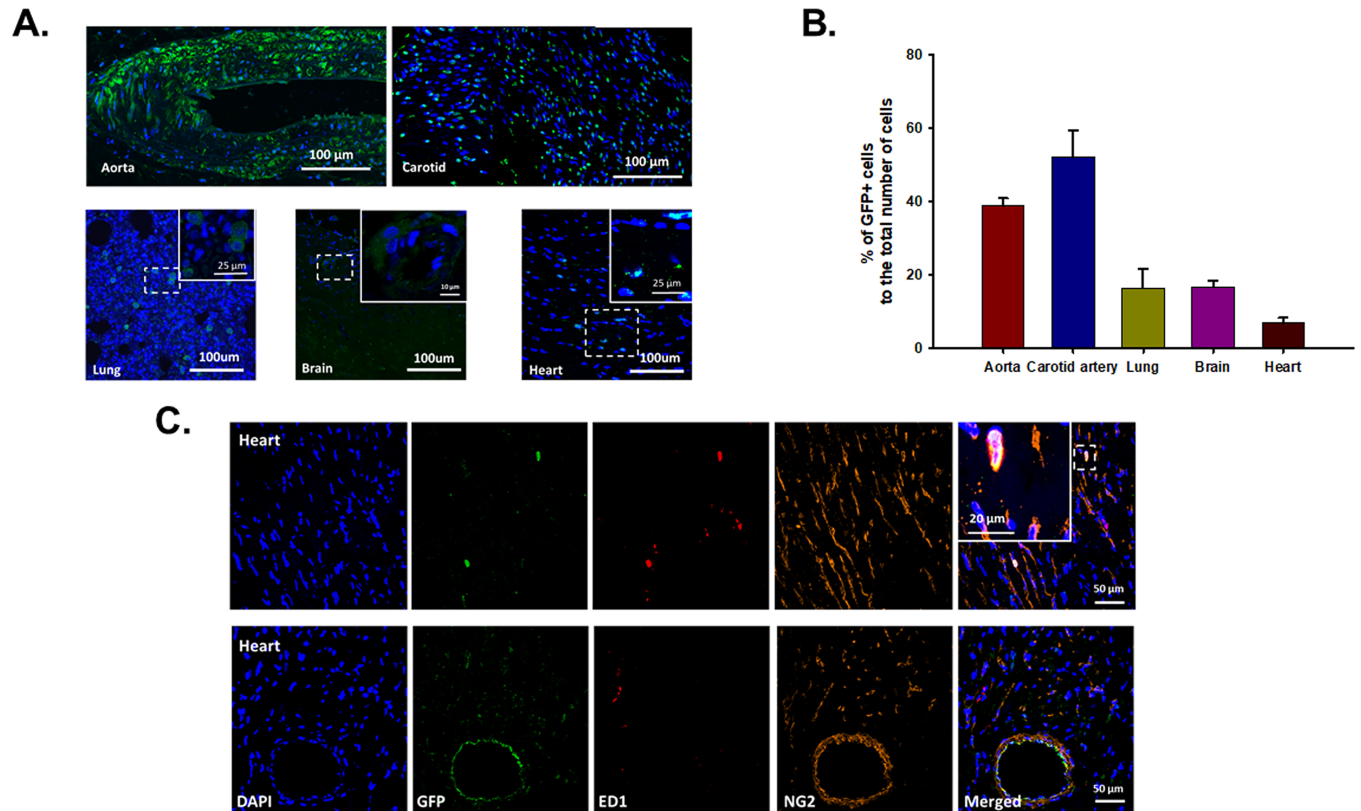 A.
B.
Aorta
100 µm
Carotid
100 µm
25 µm
Lung
100um
10 µm
Brain
100um
25 µm
Heart
100um
% of GFP+ cells
to the total number of cells
80
60
40
20
0
Aorta Carotid artery Lung Brain Heart
C.
Heart
20 µm
50 µm
Heart
DAPI
GFP
ED1
NG2
Merged
50 µm